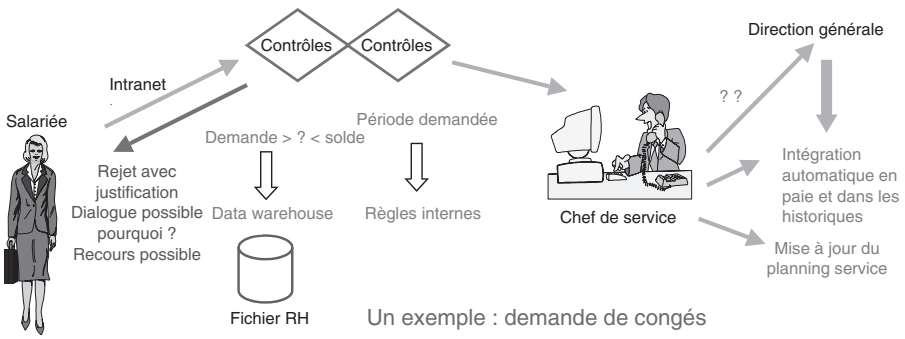 Salariée
Intranet
Contrôles
Contrôles
Rejet avec
justification
Dialogue possible
pourquoi ?
Recours possible
Demande > ? < solde
Data warehouse
Fichier RH
Période demandée
Règles internes
Chef de service
? ?
Direction générale
Intégration
automatique en
paie et dans les
historiques
Mise à jour du
planning service
Un exemple : demande de congés